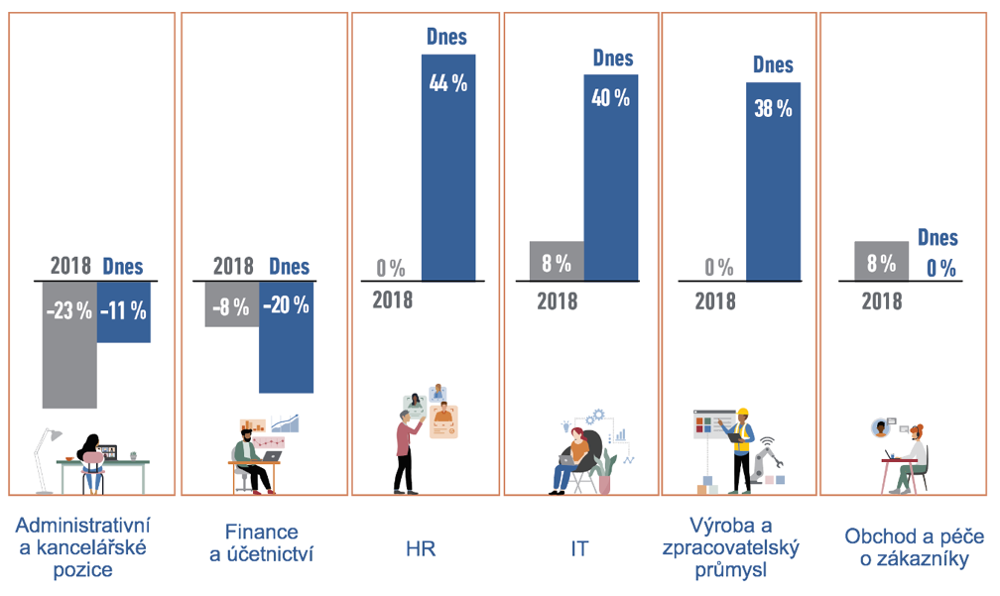 2018 Dnes
-23 % -11 %
Administrativní
a kancelářské
pozice
2018
Dnes
-8 % -20 %
Finance
a účetnictví
Dnes
44 %
0 %
2018
HR
Dnes
40 %
8 %
2018
IT
Dnes
38 %
0 %
2018
Výroba a
zpracovatelský
průmysl
Dnes
8 % 0 %
2018
Obchod a péče
o zákazníky